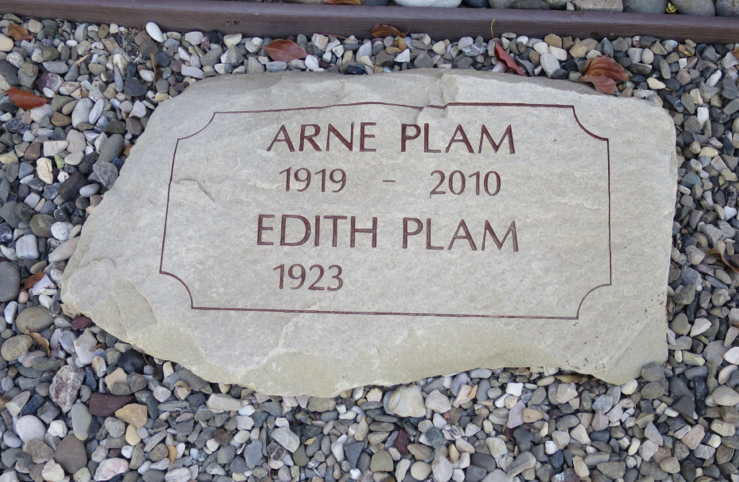 ARNE PLAM
1919 - 2010
EDITH PLAM
1923